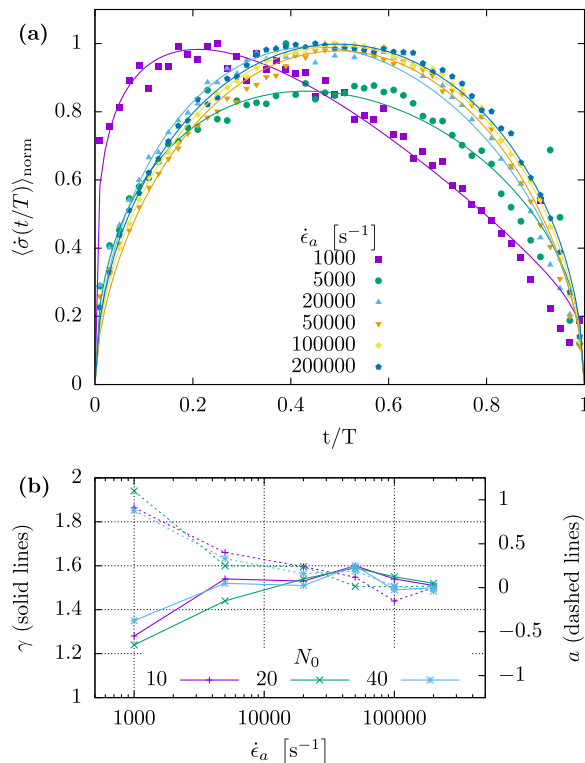 (a)
1
0.8
0.6
0.4
0.2
0
⟨σ̇(t/T)⟩norm
ε̇a [s⁻¹]
1000
5000
20000
50000
100000
200000
0 0.2 0.4 0.6 0.8 1
t/T
(b)
2
1.8
1.6
1.4
1.2
1
γ (solid lines)
1
0.5
0
-0.5
-1
a (dashed lines)
N₀
10 20 40
1000 10000 100000
ϵ̇a [s⁻¹]